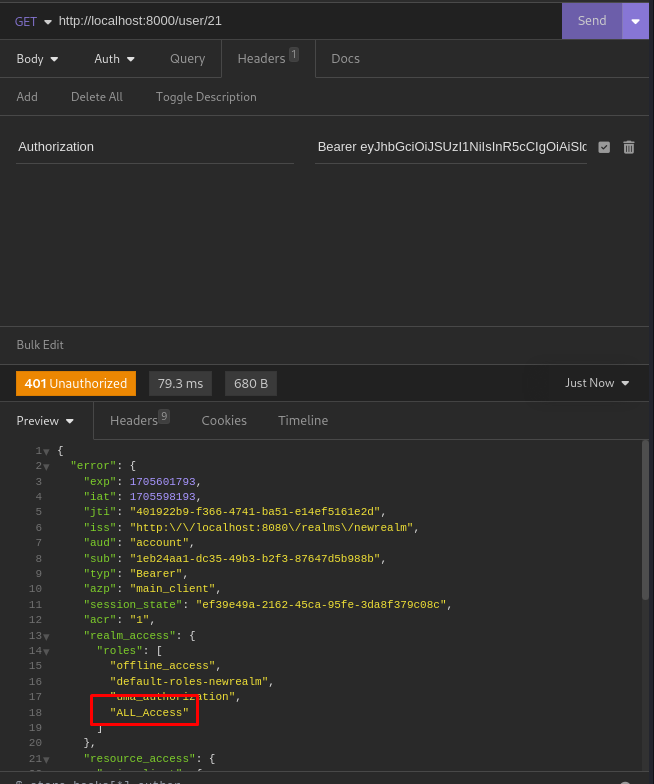 GET http://localhost:8000/user/21 Send
Body Auth Query Headers 1 Docs
Add Delete All Toggle Description
Authorization Bearer eyJhbGciOiJSUzI1NiIsInR5cCIgOiAiSldc
Bulk Edit
401 Unauthorized 79.3 ms 680 B Just Now
Preview Headers 9 Cookies Timeline
1 {
2 "error": {
3 "exp": 1705601793,
4 "iat": 1705598193,
5 "jti": "401922b9-f366-4741-ba51-e14ef5161e2d",
6 "iss": "http:\/\/localhost:8080\/realms\/newrealm",
7 "aud": "account",
8 "sub": "1eb24aa1-dc35-49b3-b2f3-87647d5b988b",
9 "typ": "Bearer",
10 "azp": "main_client",
11 "session_state": "ef39e49a-2162-45ca-95fe-3da8f379c08c",
12 "acr": "1",
13 "realm_access": {
14 "roles": [
15 "offline_access",
16 "default-roles-newrealm",
17 "uma_authorization",
18 "ALL_Access"
19 ]
20 },
21 "resource_access": {